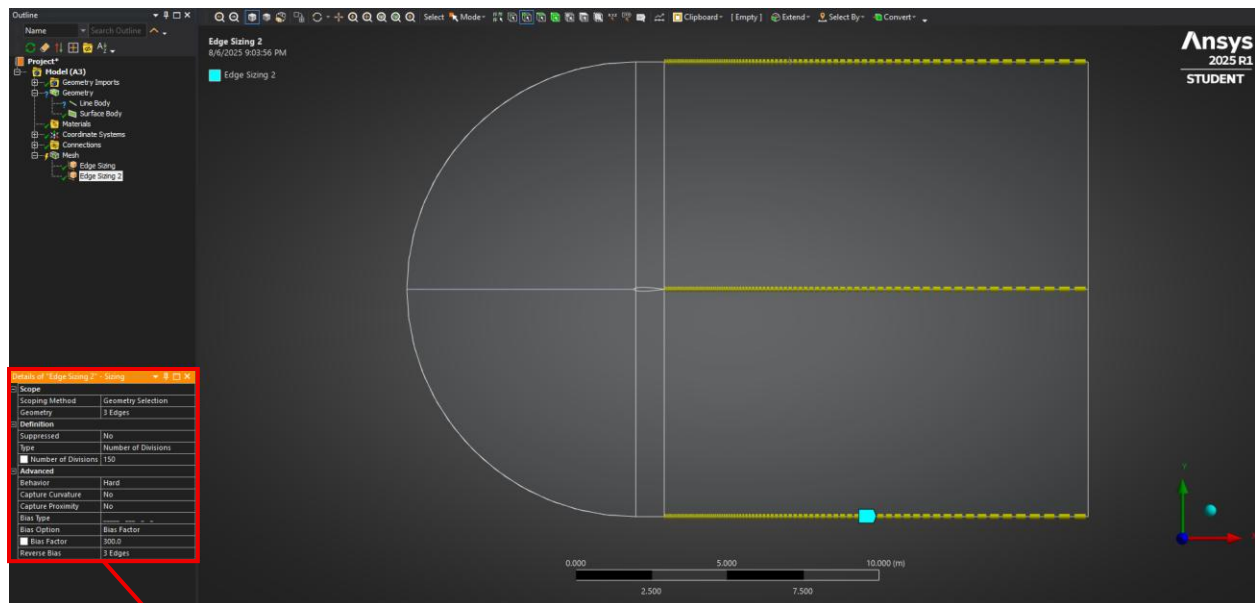 Outline
Name Search Outline
Project*
Model (A3)
Geometry Imports
Geometry
Line Body
Surface Body
Materials
Coordinate Systems
Connections
Mesh
Edge Sizing
Edge Sizing 2
Details of "Edge Sizing 2" - Sizing
Scope
Scoping Method Geometry Selection
Geometry 3 Edges
Definition
Suppressed No
Type Number of Divisions
Number of Divisions 150
Advanced
Behavior Hard
Capture Curvature No
Capture Proximity No
Bias Type
Bias Option Bias Factor
Bias Factor 300.0
Reverse Bias 3 Edges
Select Mode Clipboard [Empty] Extend Select By Convert
Edge Sizing 2
8/6/2025 9:03:56 PM
Edge Sizing 2
Ansys
2025 R1
STUDENT
0.000 5.000 10.000 (m)
2.500 7.500
Y